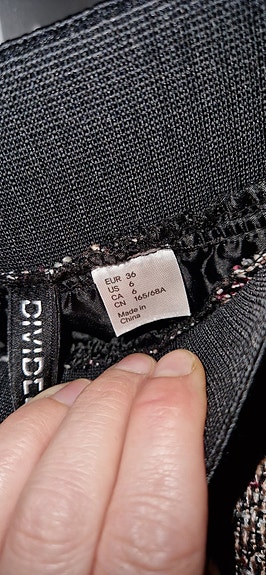 EUR 36
US 6
CA 6
CN 165/68A
Made in
China
DIVIDE